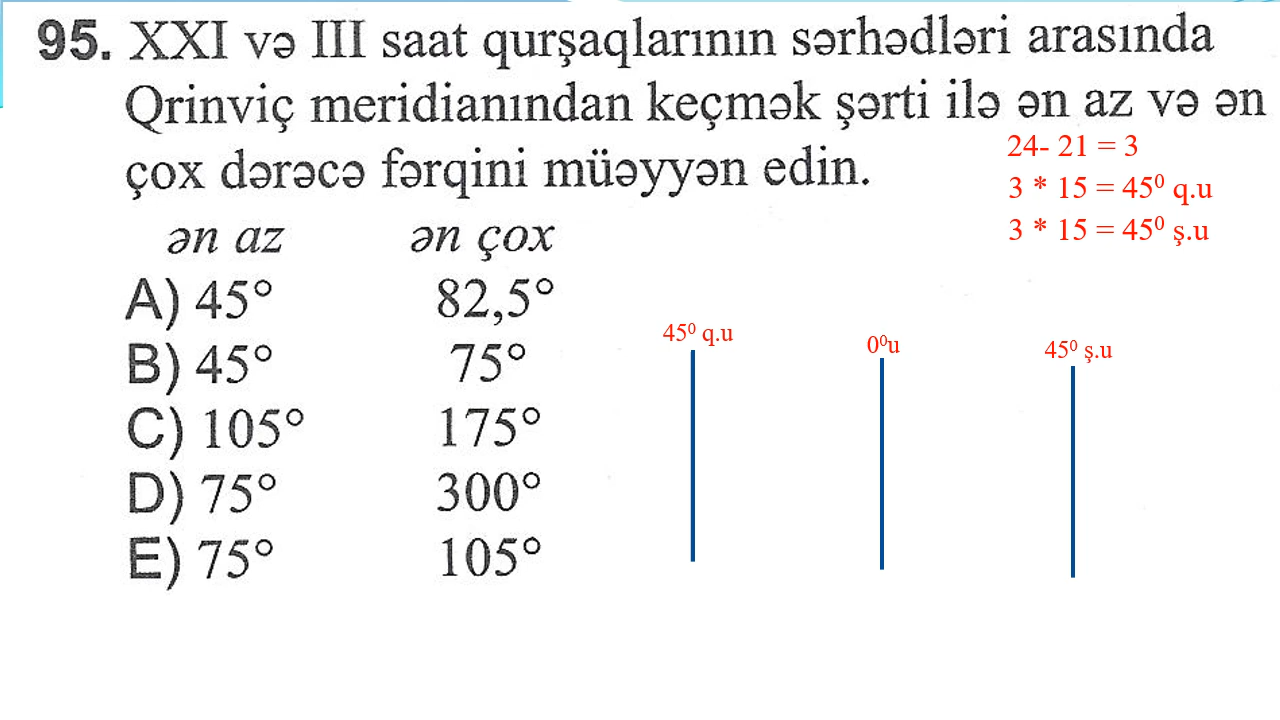 95. XXI və III saat qurşaqlarının sərhədləri arasında
Qrinviç meridianından keçmək şərti ilə ən az və ən
çox dərəcə fərqini müəyyən edin.
24- 21 = 3
3 * 15 = 45⁰ q.u
3 * 15 = 45⁰ ş.u
ən az ən çox
A) 45° 82,5°
B) 45° 75°
C) 105° 175°
D) 75° 300°
E) 75° 105°
45⁰ q.u
0⁰u
45⁰ ş.u